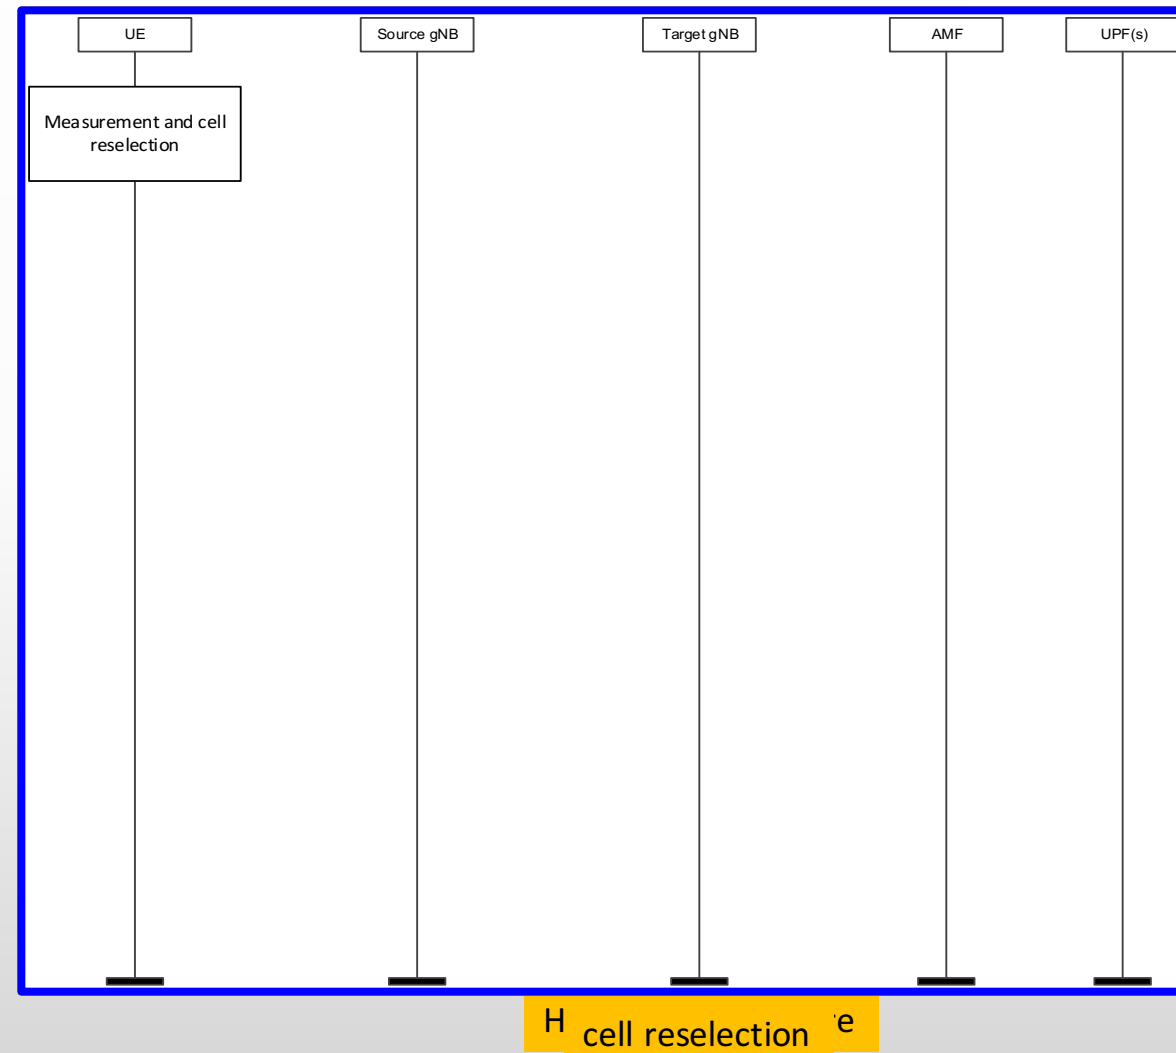 UE
Source gNB
Target gNB
AMF
UPF(s)
Measurement and cell
reselection
cell reselection